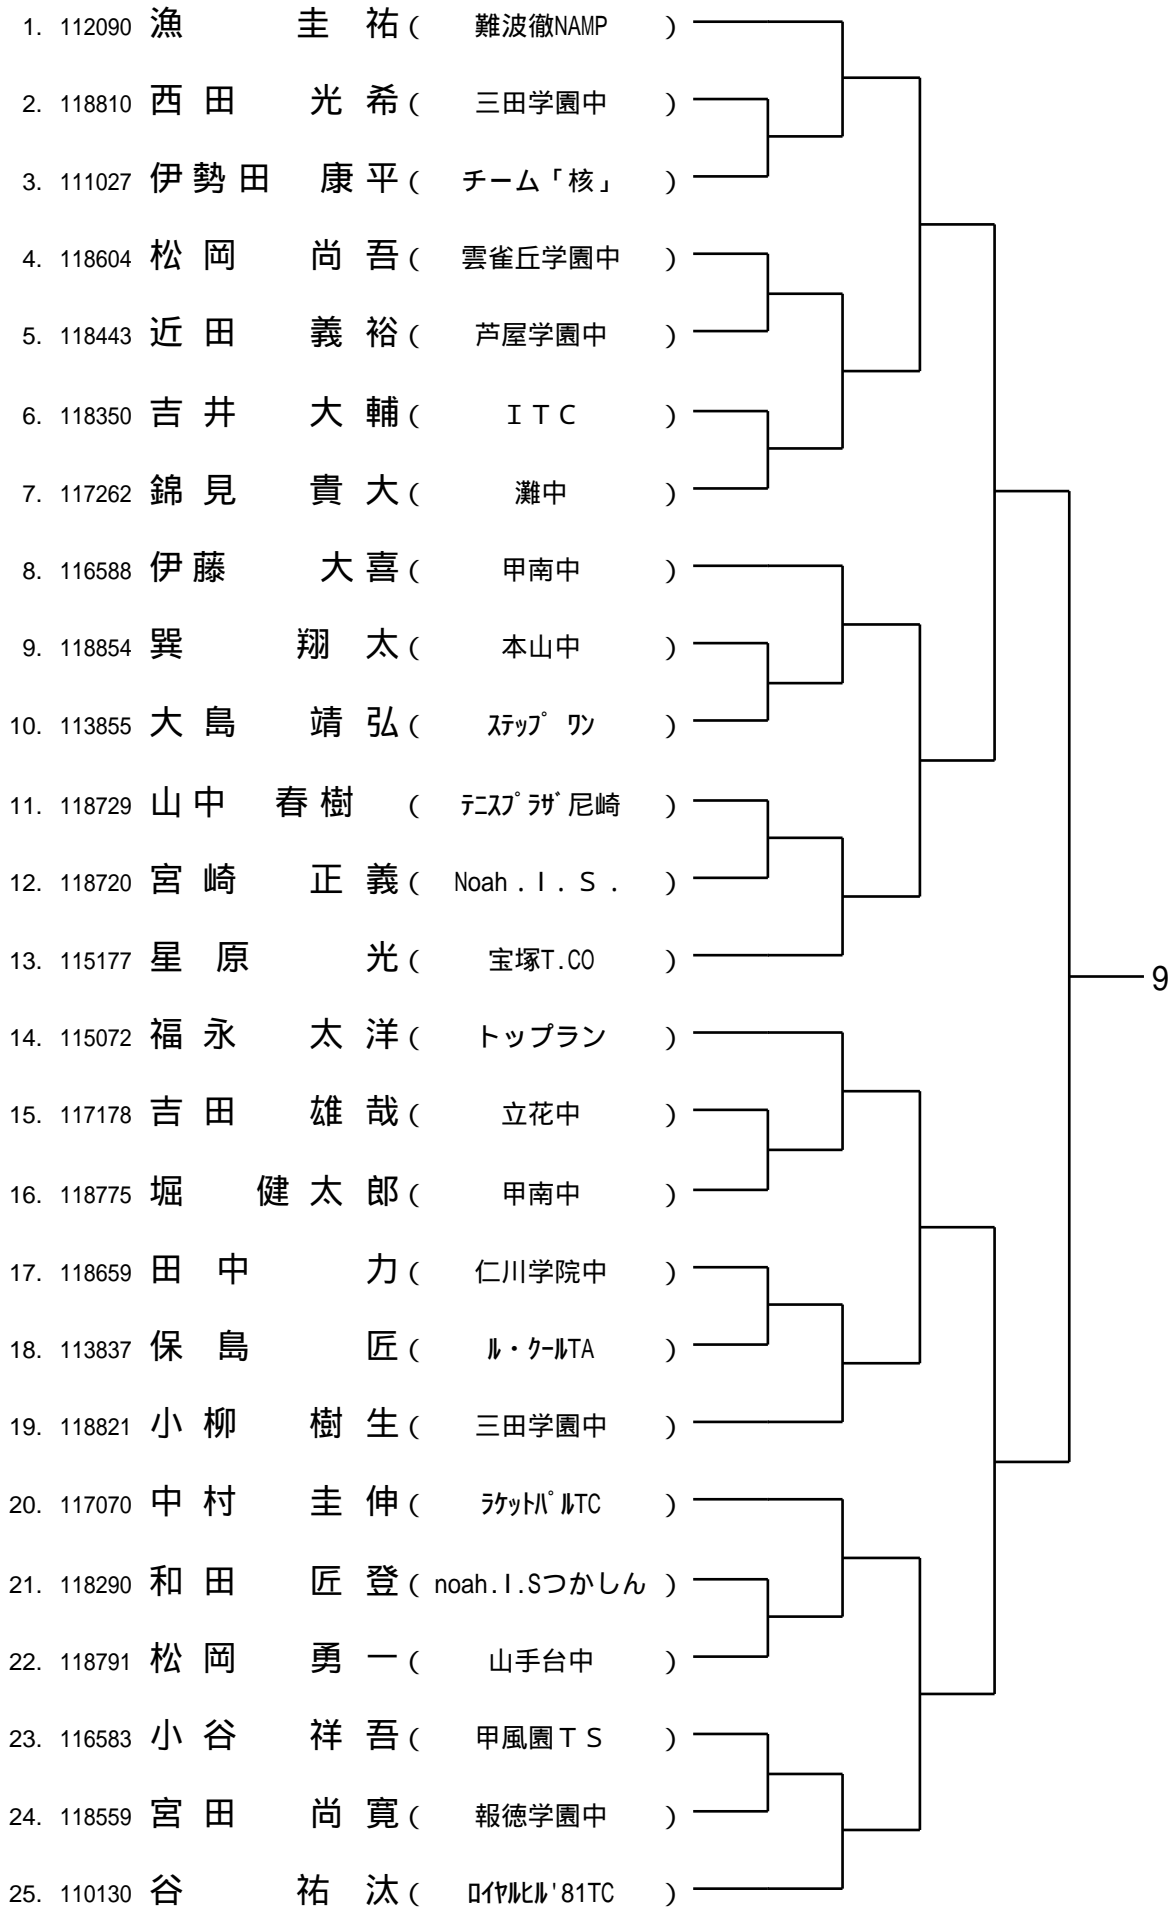 1. 112090 漁 圭 祐 ( 難波徹NAMP )
2. 118810 西 田 光 希 ( 三田学園中 )
3. 111027 伊 勢 田 康 平 ( チーム「核」 )
4. 118604 松 岡 尚 吾 ( 雲雀丘学園中 )
5. 118443 近 田 義 裕 ( 芦屋学園中 )
6. 118350 吉 井 大 輔 ( ＩＴＣ )
7. 117262 錦 見 貴 大 ( 灘中 )
8. 116588 伊 藤 大 喜 ( 甲南中 )
9. 118854 巽 翔 太 ( 本山中 )
10. 113855 大 島 靖 弘 ( ｽﾃｯﾌﾟ ﾜﾝ )
11. 118729 山 中 春 樹 ( ﾃﾆｽﾌﾟﾗｻﾞ尼崎 )
12. 118720 宮 崎 正 義 ( Noah．Ｉ．Ｓ． )
13. 115177 星 原 光 ( 宝塚T.CO )
9
14. 115072 福 永 太 洋 ( トップラン )
15. 117178 吉 田 雄 哉 ( 立花中 )
16. 118775 堀 健 太 郎 ( 甲南中 )
17. 118659 田 中 力 ( 仁川学院中 )
18. 113837 保 島 匠 ( ﾙ・ｸｰﾙTA )
19. 118821 小 柳 樹 生 ( 三田学園中 )
20. 117070 中 村 圭 伸 ( ﾗｹｯﾄﾊﾟﾙTC )
21. 118290 和 田 匠 登 ( noah.I.Sつかしん )
22. 118791 松 岡 勇 一 ( 山手台中 )
23. 116583 小 谷 祥 吾 ( 甲風園ＴＳ )
24. 118559 宮 田 尚 寛 ( 報徳学園中 )
25. 110130 谷 祐 汰 ( ﾛｲﾔﾙﾋﾙ'81TC )